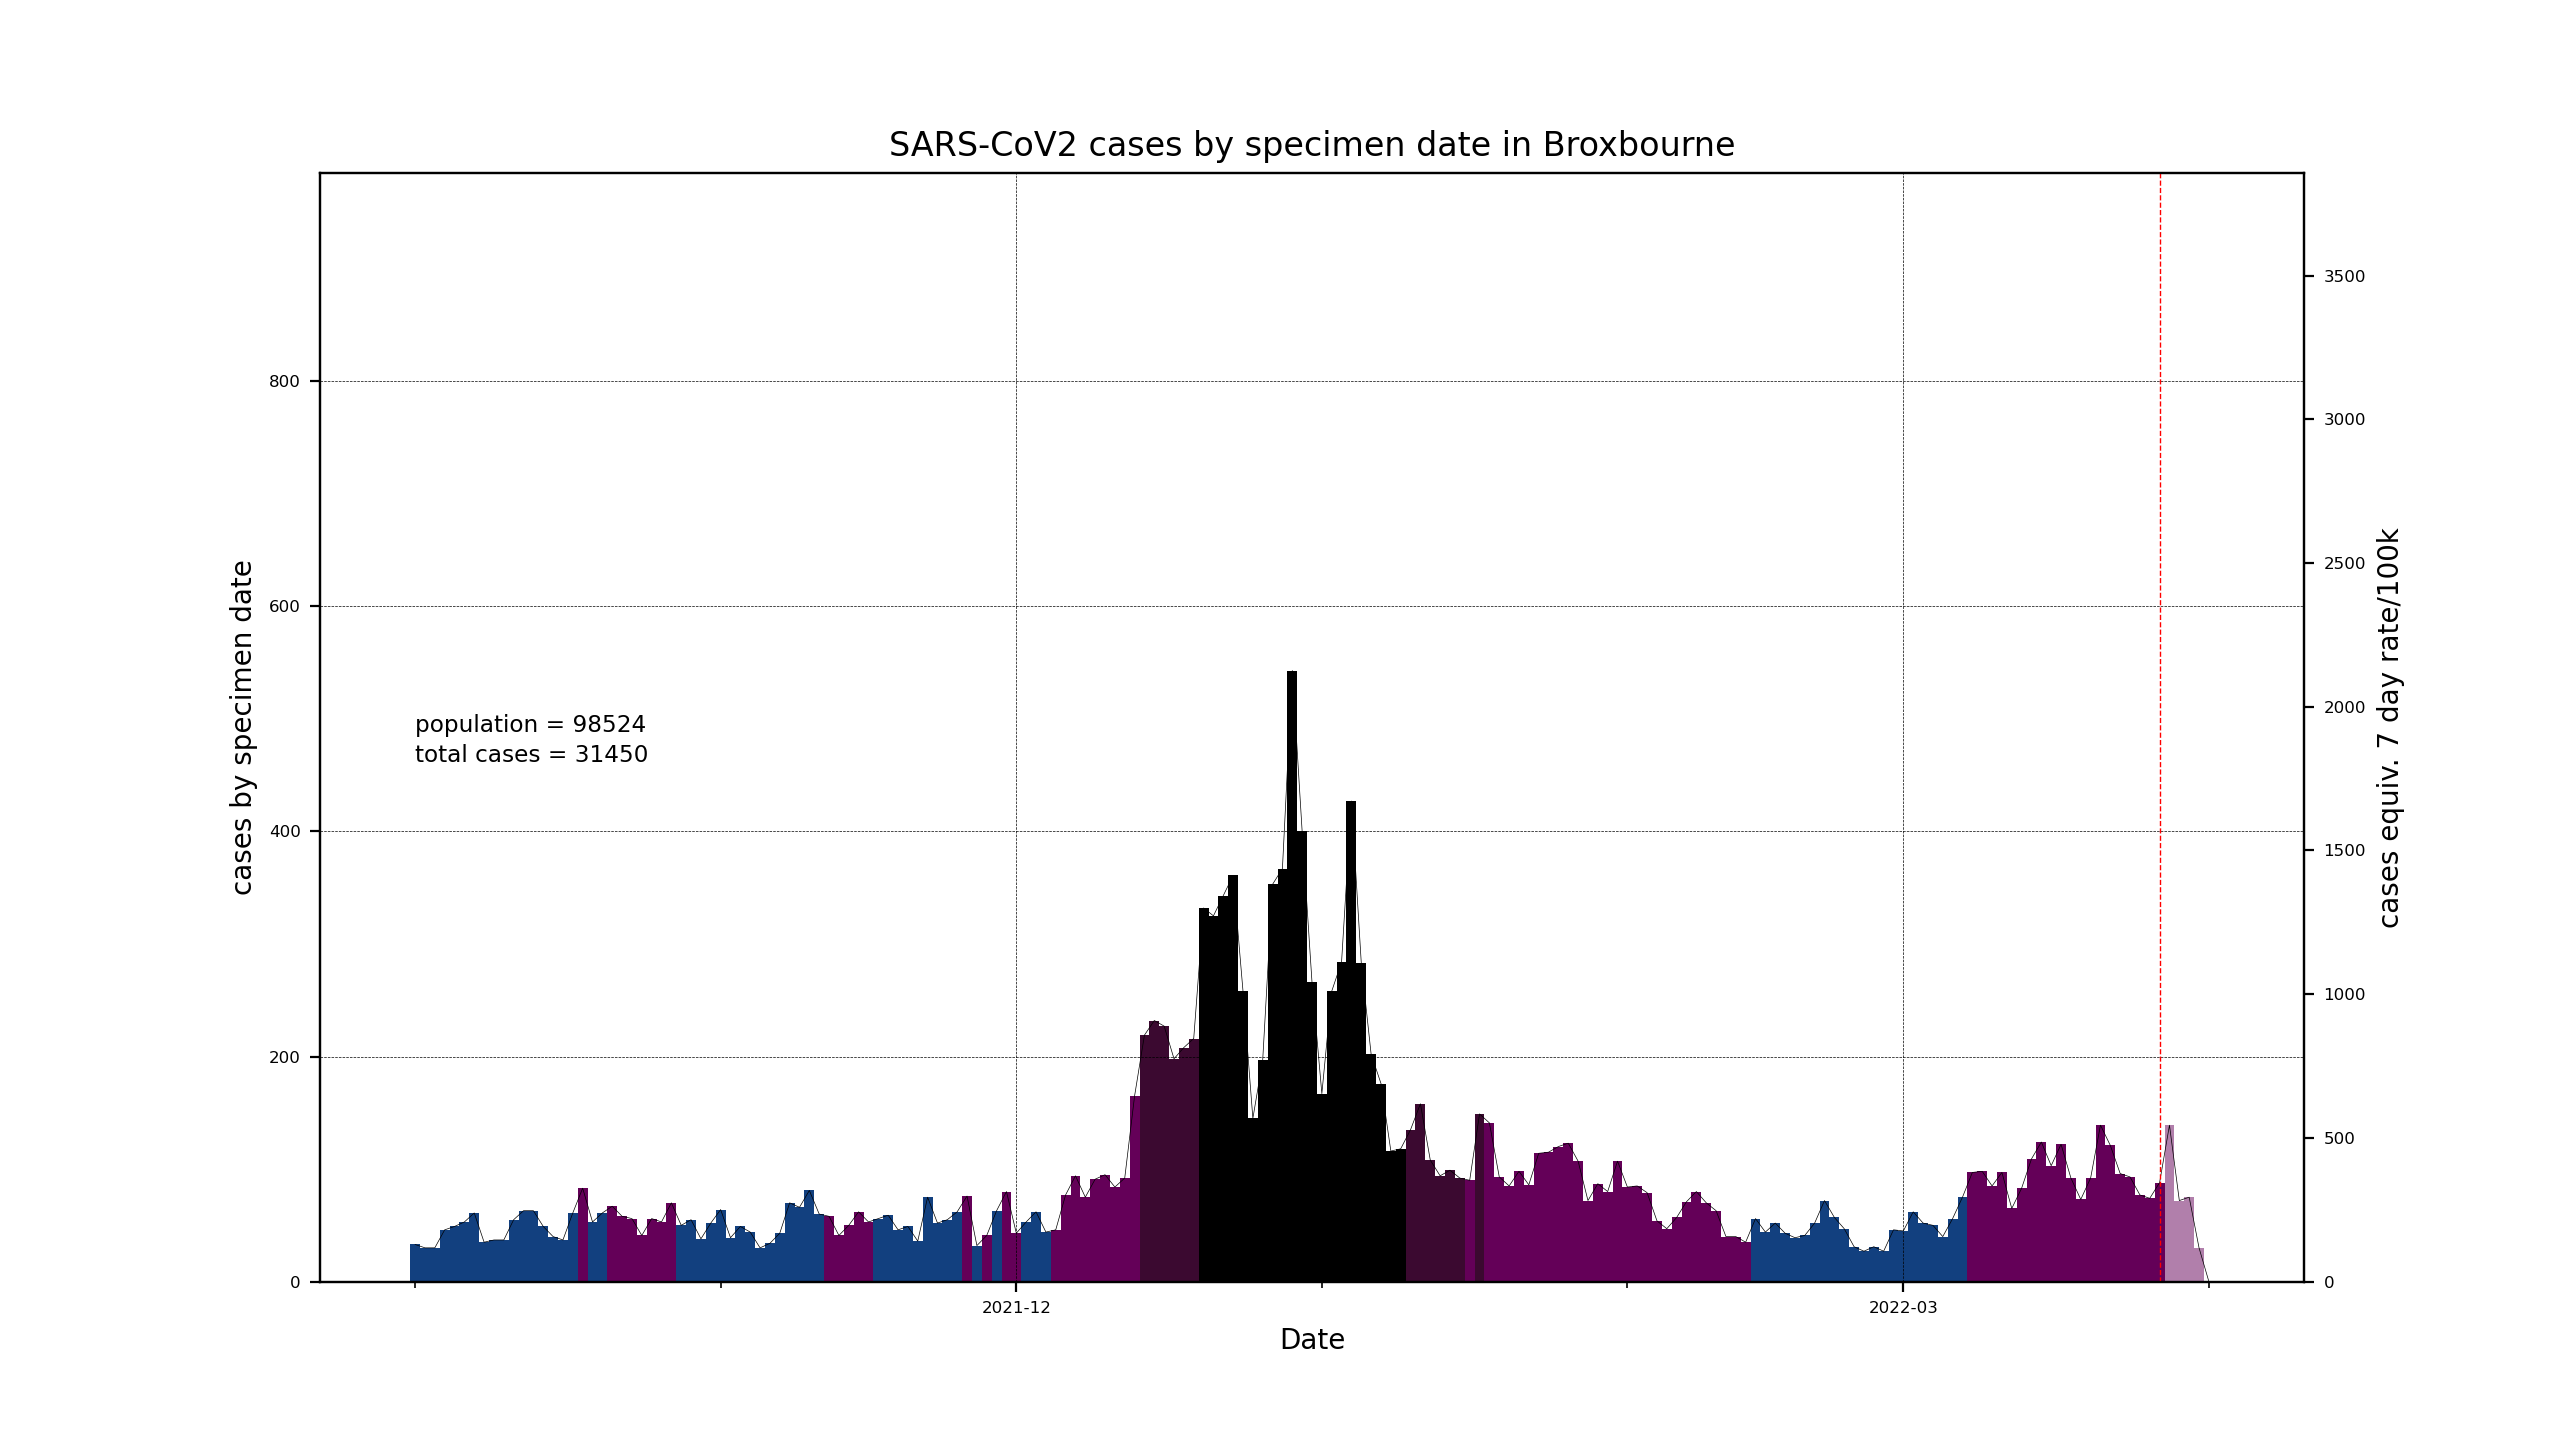 SARS-CoV2 cases by specimen date in Broxbourne
cases by specimen date
800
600
400
200
0
population = 98524
total cases = 31450
3500
3000
2500
2000
1500
1000
500
0
cases equiv. 7 day rate/100k
2021-12
2022-03
Date